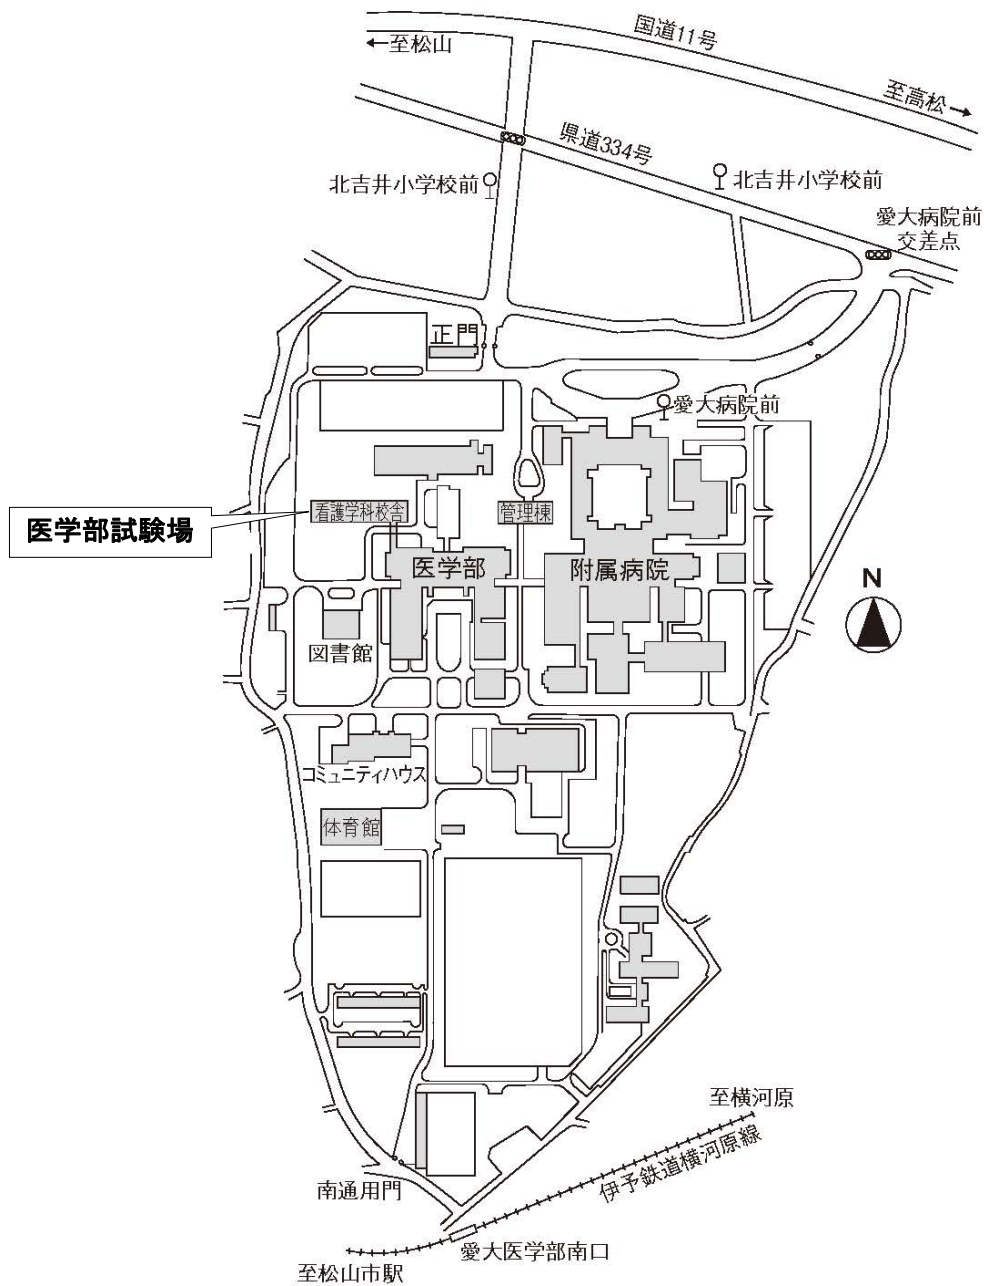 国道11号
←至松山
至高松→
県道334号
北吉井小学校前
北吉井小学校前
愛大病院前
交差点
正門
愛大病院前
医学部試験場
看護学科校舎
管理棟
医学部
附属病院
N
図書館
コミュニティハウス
体育館
至横河原
伊予鉄道横河原線
南通用門
愛大医学部南口
至松山市駅